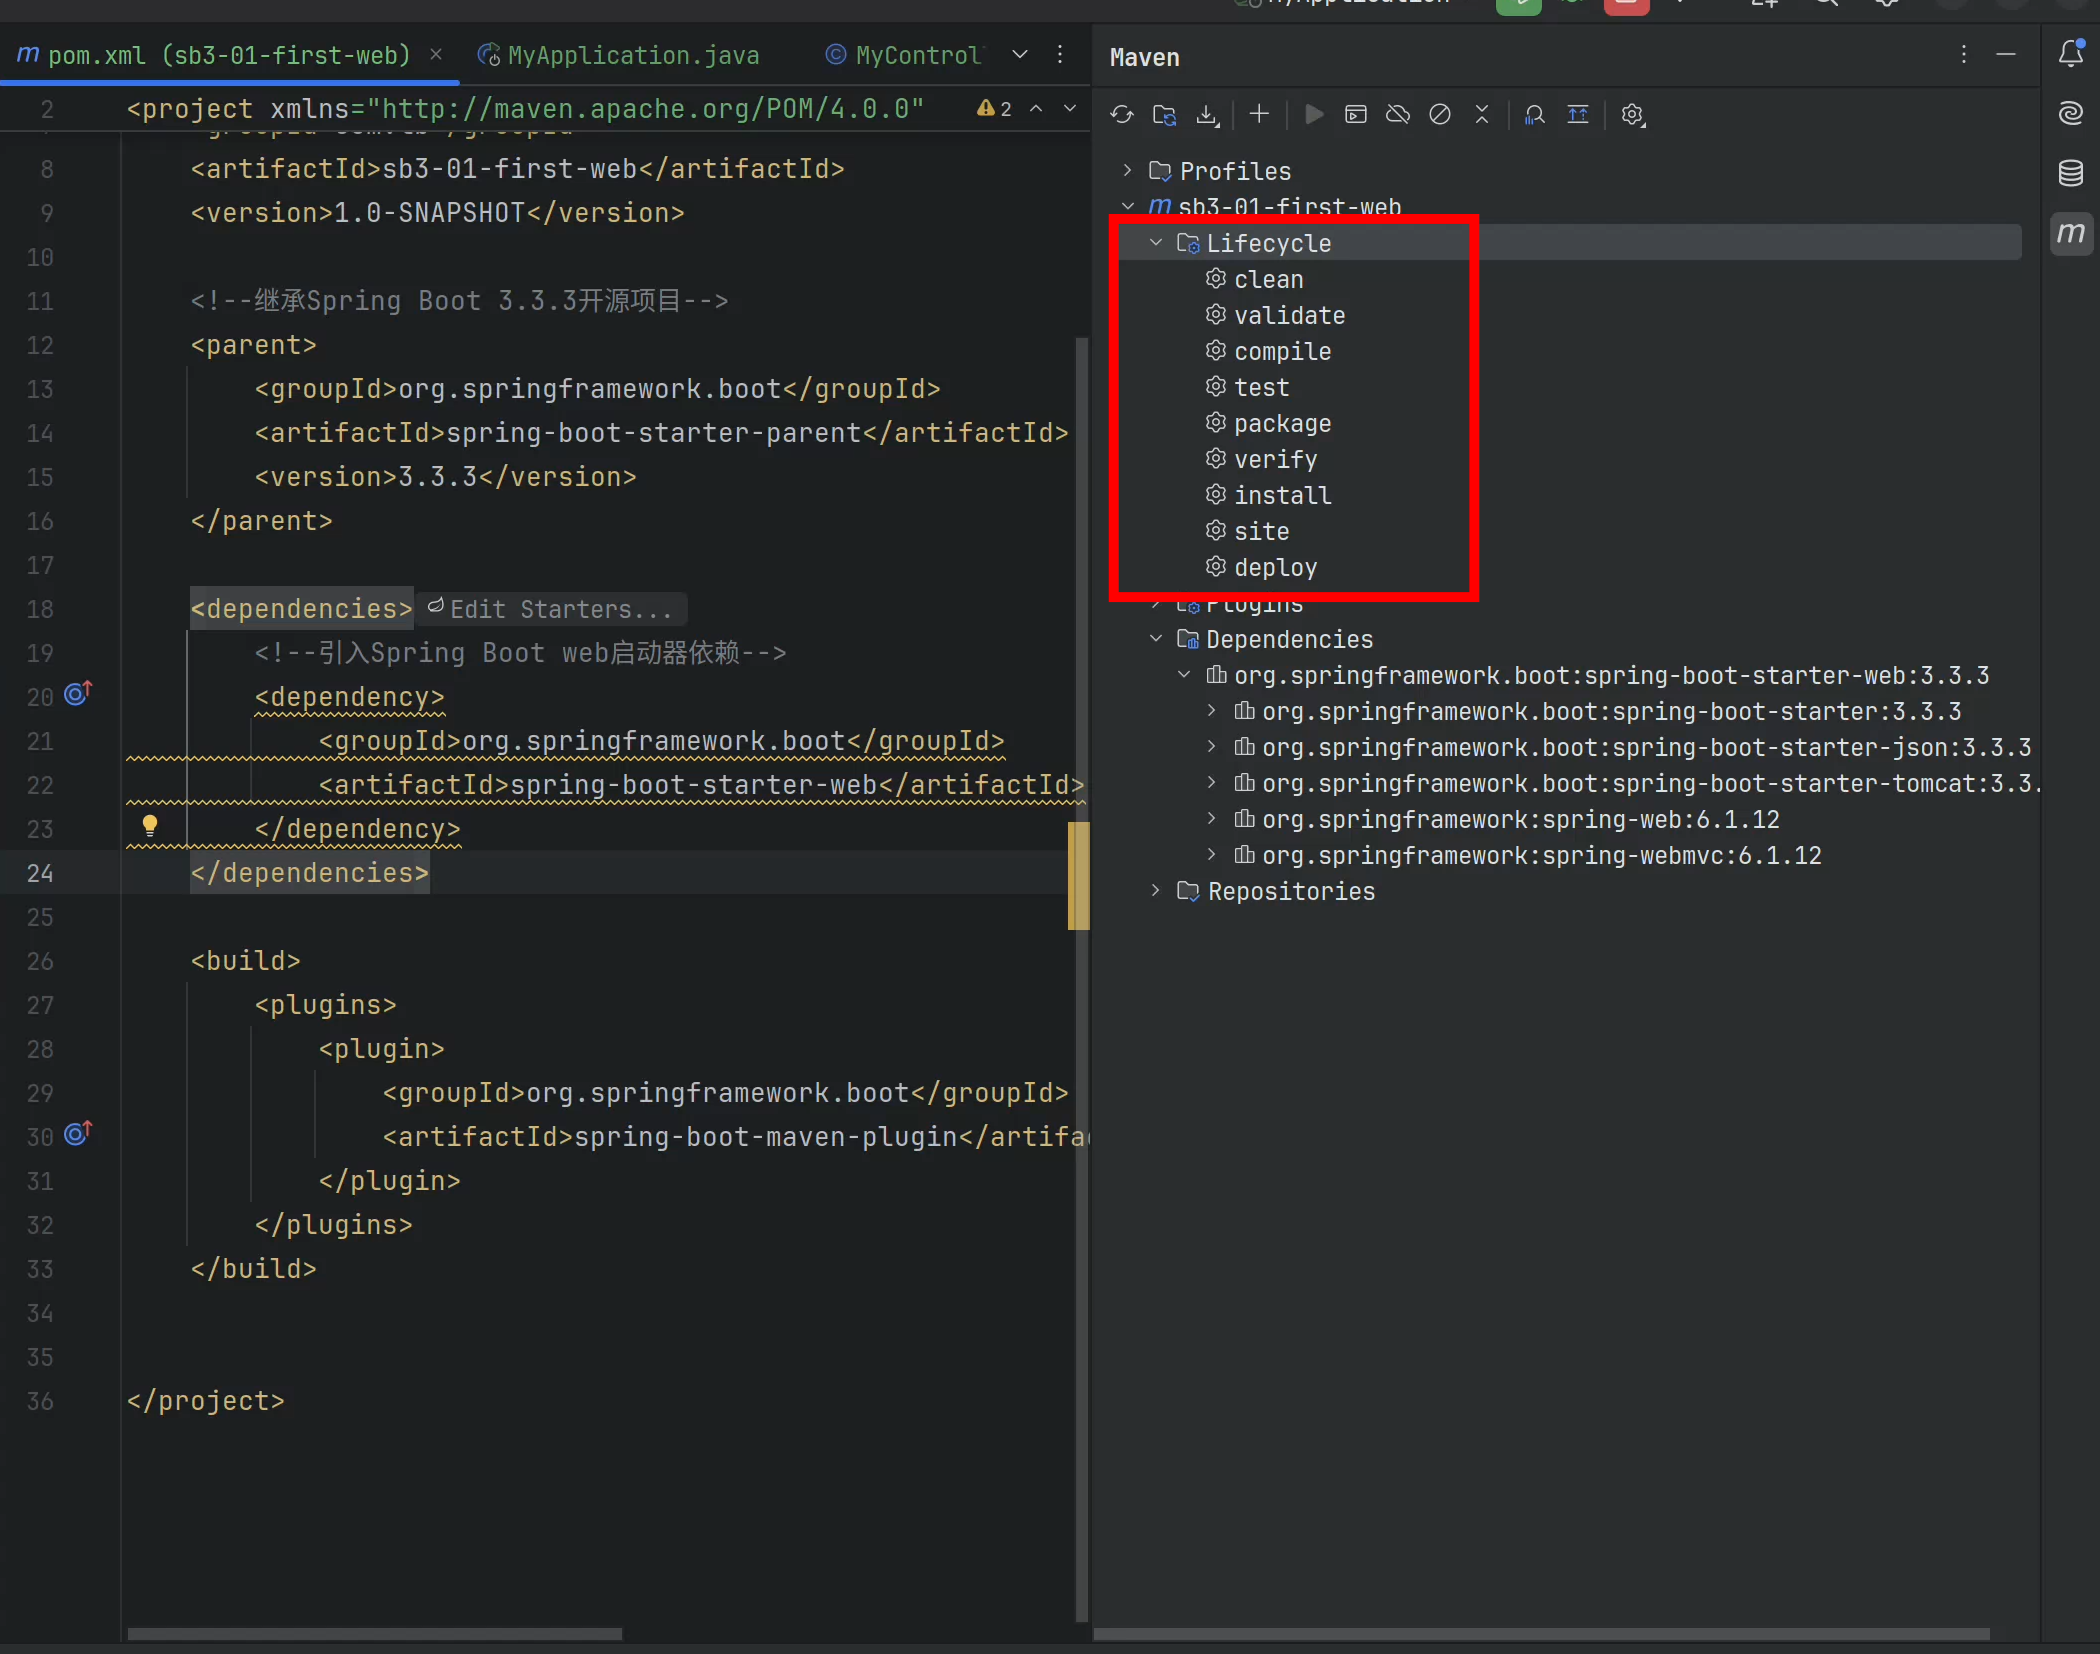 MyApplication
pom.xml (sb3-01-first-web)
MyApplication.java
MyControl
2 <project xmlns="http://maven.apache.org/POM/4.0.0"
2
8 <artifactId>sb3-01-first-web</artifactId>
9 <version>1.0-SNAPSHOT</version>
10
11 <!--继承Spring Boot 3.3.3开源项目-->
12 <parent>
13 <groupId>org.springframework.boot</groupId>
14 <artifactId>spring-boot-starter-parent</artifactId>
15 <version>3.3.3</version>
16 </parent>
17
18 <dependencies> Edit Starters...
19 <!--引入Spring Boot web启动器依赖-->
20 <dependency>
21 <groupId>org.springframework.boot</groupId>
22 <artifactId>spring-boot-starter-web</artifactId>
23 </dependency>
24 </dependencies>
25
26 <build>
27 <plugins>
28 <plugin>
29 <groupId>org.springframework.boot</groupId>
30 <artifactId>spring-boot-maven-plugin</artifa
31 </plugin>
32 </plugins>
33 </build>
34
35
36 </project>
Maven
Profiles
sb3-01-first-web
Lifecycle
clean
validate
compile
test
package
verify
install
site
deploy
Plugins
Dependencies
org.springframework.boot:spring-boot-starter-web:3.3.3
org.springframework.boot:spring-boot-starter:3.3.3
org.springframework.boot:spring-boot-starter-json:3.3.3
org.springframework.boot:spring-boot-starter-tomcat:3.3.
org.springframework:spring-web:6.1.12
org.springframework:spring-webmvc:6.1.12
Repositories